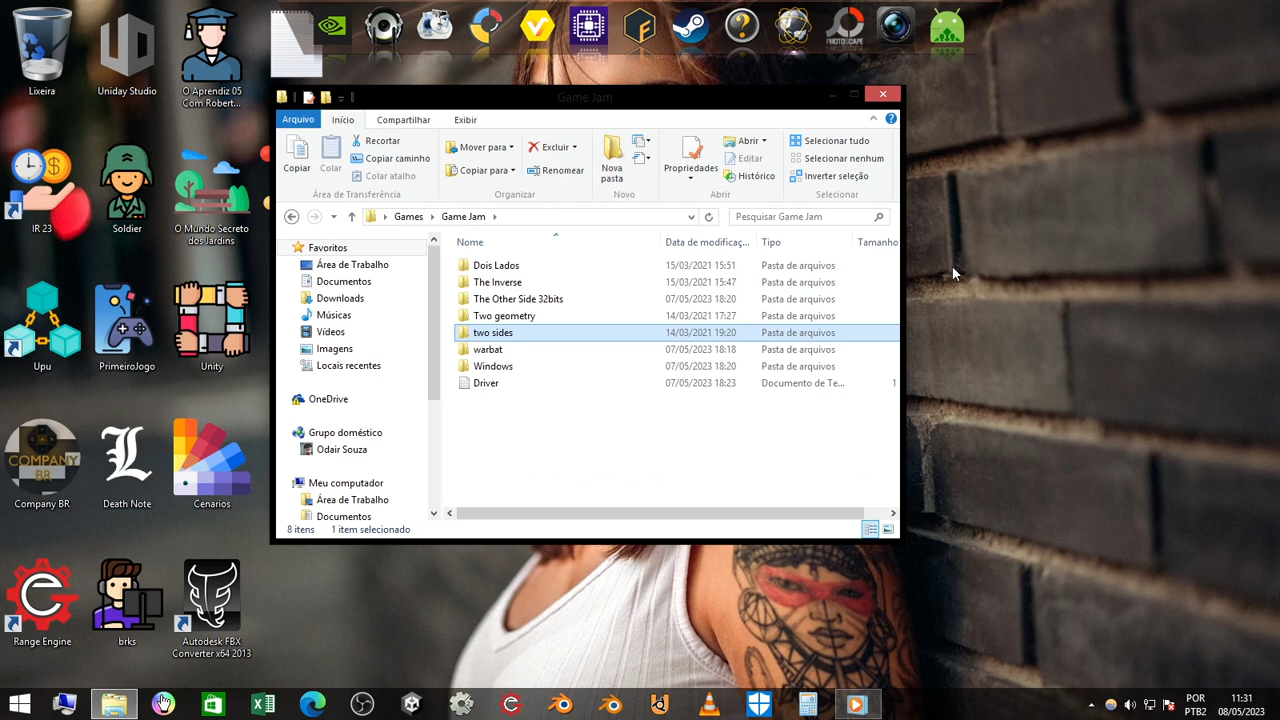 Lixeira
Uniday Studio
O Aprendiz 05
Com Robert...
IR 23
Soldier
O Mundo Secreto
dos Jardins
Upu
PrimeiroJogo
Unity
COMPANY
BR
Company BR
Death Note
Cenarios
Range Engine
brks
Autodesk FBX
Converter x64 2013
PHOTOSCAPE
Game Jam
Arquivo
Início
Compartilhar
Exibir
Copiar
Colar
Recortar
Copiar caminho
Colar atalho
Área de Transferência
Mover para
Copiar para
Excluir
Renomear
Organizar
Nova
pasta
Novo
Propriedades
Abrir
Editar
Histórico
Abrir
Selecionar tudo
Selecionar nenhum
Inverter seleção
Selecionar
Games
Game Jam
Pesquisar Game Jam
Favoritos
Área de Trabalho
Documentos
Downloads
Músicas
Vídeos
Imagens
Locais recentes
OneDrive
Grupo doméstico
Odair Souza
Meu computador
Área de Trabalho
Documentos
Nome Data de modificaç... Tipo Tamanho
Dois Lados 15/03/2021 15:51 Pasta de arquivos
The Inverse 15/03/2021 15:47 Pasta de arquivos
The Other Side 32bits 07/05/2023 18:20 Pasta de arquivos
Two geometry 14/03/2021 17:27 Pasta de arquivos
two sides 14/03/2021 19:20 Pasta de arquivos
warbat 07/05/2023 18:18 Pasta de arquivos
Windows 07/05/2023 18:20 Pasta de arquivos
Driver 07/05/2023 18:23 Documento de Te... 1
8 itens 1 item selecionado
POR
PTB2
11:31
08/05/2023